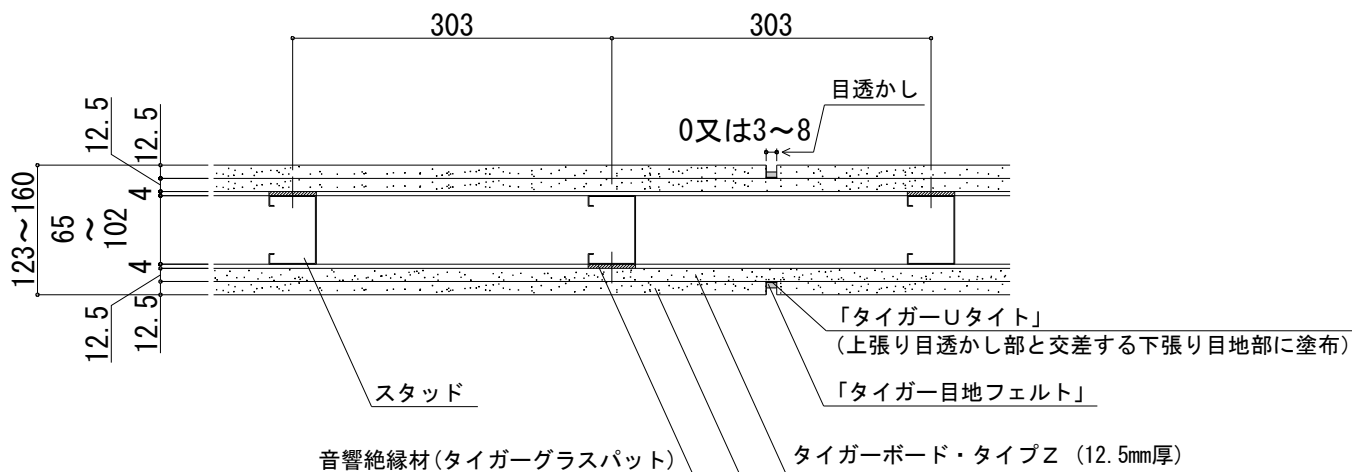 303
303
目透かし
0又は3～8
12.5
12.5
4
123～160
65
～
102
4
12.5
12.5
「タイガーUタイト」
(上張り目透かし部と交差する下張り目地部に塗布)
スタッド
「タイガー目地フェルト」
音響絶縁材(タイガーグラスパット)
タイガーボード・タイプZ (12.5mm厚)